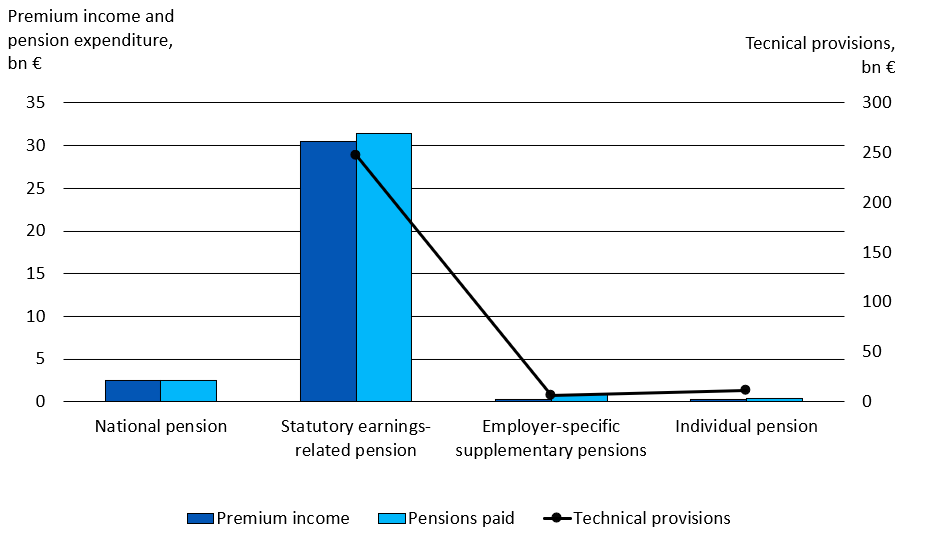 Premium income and
pension expenditure,
bn €
Tecnical provisions,
bn €
35
30
25
20
15
10
5
0
300
250
200
150
100
50
0
National pension
Statutory earnings-
related pension
Employer-specific
supplementary pensions
Individual pension
Premium income
Pensions paid
Technical provisions